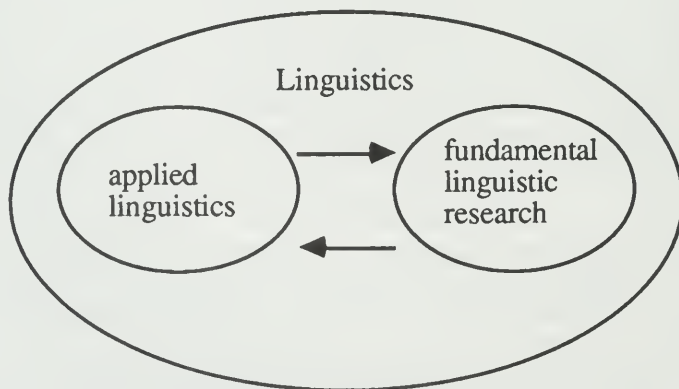 Linguistics
applied
linguistics
fundamental
linguistic
research